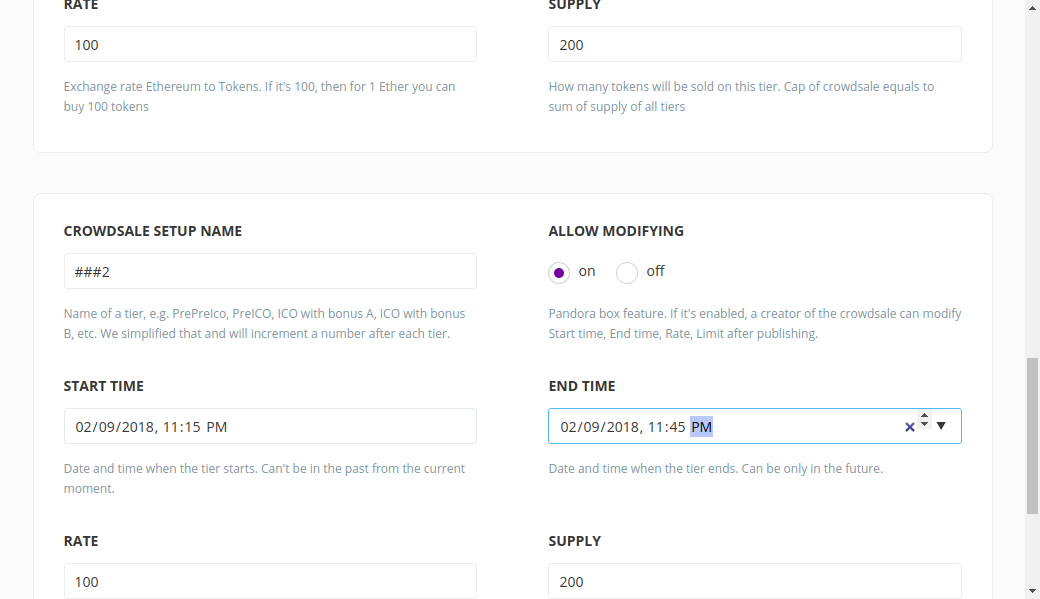 RATE
SUPPLY
100
200
Exchange rate Ethereum to Tokens. If it's 100, then for 1 Ether you can
buy 100 tokens
How many tokens will be sold on this tier. Cap of crowdsale equals to
sum of supply of all tiers
CROWDSALE SETUP NAME
ALLOW MODIFYING
###2
on
off
Name of a tier, e.g. PrePreIco, PreICO, ICO with bonus A, ICO with bonus
B, etc. We simplified that and will increment a number after each tier.
Pandora box feature. If it's enabled, a creator of the crowdsale can modify
Start time, End time, Rate, Limit after publishing.
START TIME
END TIME
02/09/2018, 11:15 PM
02/09/2018, 11:45 PM
Date and time when the tier starts. Can't be in the past from the current
moment.
Date and time when the tier ends. Can be only in the future.
RATE
SUPPLY
100
200